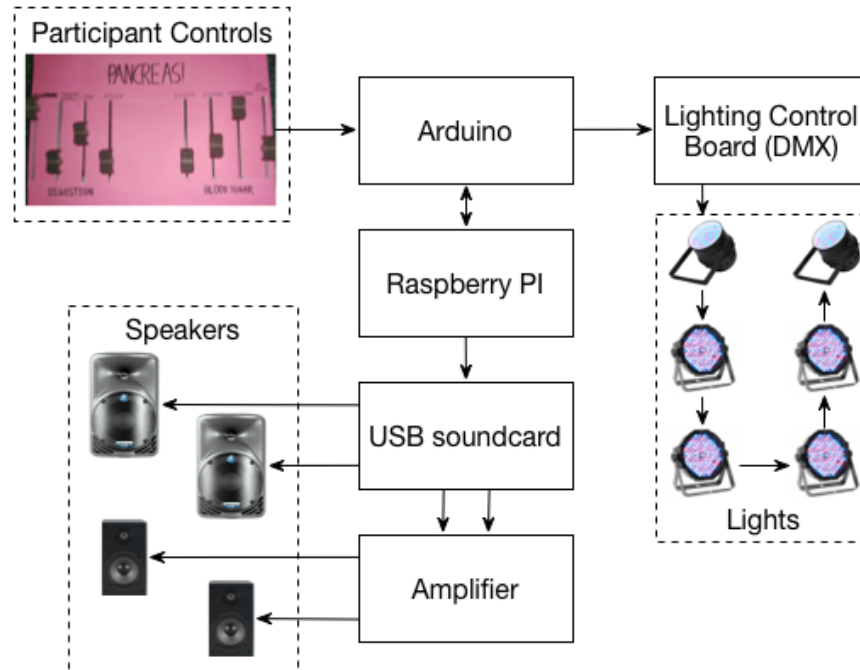 Participant Controls
PANCREAS!
DIGESTION
BLOOD SUGAR
Arduino
Lighting Control
Board (DMX)
Raspberry PI
Speakers
USB soundcard
Lights
Amplifier